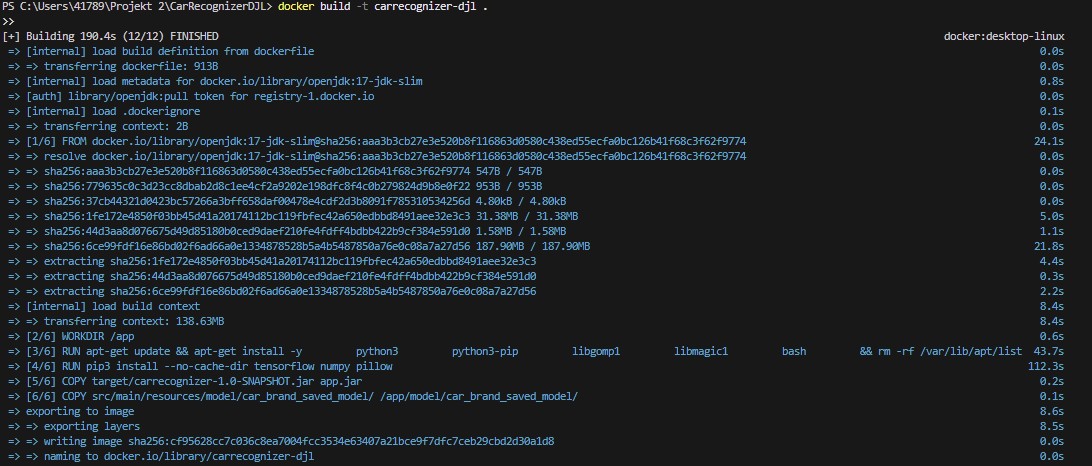 PS C:\Users\41789\Projekt 2\CarRecognizerDJL> docker build -t carrecognizer-djl .
>>
[+] Building 190.4s (12/12) FINISHED docker:desktop-linux
=> [internal] load build definition from dockerfile 0.0s
=> => transferring dockerfile: 913B 0.0s
=> [internal] load metadata for docker.io/library/openjdk:17-jdk-slim 0.8s
=> [auth] library/openjdk:pull token for registry-1.docker.io 0.0s
=> [internal] load .dockerignore 0.1s
=> => transferring context: 2B 0.0s
=> [1/6] FROM docker.io/library/openjdk:17-jdk-slim@sha256:aaa3b3cb27e3e520b8f116863d0580c438ed55ecfa0bc126b41f68c3f62f9774 24.1s
=> => resolve docker.io/library/openjdk:17-jdk-slim@sha256:aaa3b3cb27e3e520b8f116863d0580c438ed55ecfa0bc126b41f68c3f62f9774 0.0s
=> => sha256:aaa3b3cb27e3e520b8f116863d0580c438ed55ecfa0bc126b41f68c3f62f9774 547B / 547B 0.0s
=> => sha256:779635c0c3d23cc8dbab2d8c1ee4cf2a9202e198dfc8f4c0b279824d9b8e0f22 953B / 953B 0.0s
=> => sha256:37cb44321d0423bc57266a3bff658daf00478e4cdf2d3b8091f785310534256d 4.80kB / 4.80kB 0.0s
=> => sha256:1fe172e4850f03bb45d41a20174112bc119fbfec42a650edbbd8491aee32e3c3 31.38MB / 31.38MB 5.0s
=> => sha256:44d3aa8d076675d49d85180b0ced9daef210fe4fdff4bdbb422b9cf384e591d0 1.58MB / 1.58MB 1.1s
=> => sha256:6ce99fdf16e86bd02f6ad66a0e1334878528b5a4b5487850a76e0c08a7a27d56 187.90MB / 187.90MB 21.8s
=> => extracting sha256:1fe172e4850f03bb45d41a20174112bc119fbfec42a650edbbd8491aee32e3c3 4.4s
=> => extracting sha256:44d3aa8d076675d49d85180b0ced9daef210fe4fdff4bdbb422b9cf384e591d0 0.3s
=> => extracting sha256:6ce99fdf16e86bd02f6ad66a0e1334878528b5a4b5487850a76e0c08a7a27d56 2.2s
=> [internal] load build context 8.4s
=> => transferring context: 138.63MB 8.4s
=> [2/6] WORKDIR /app 0.6s
=> [3/6] RUN apt-get update && apt-get install -y python3 python3-pip libgomp1 libmagic1 bash && rm -rf /var/lib/apt/list 43.7s
=> [4/6] RUN pip3 install --no-cache-dir tensorflow numpy pillow 112.3s
=> [5/6] COPY target/carrecognizer-1.0-SNAPSHOT.jar app.jar 0.2s
=> [6/6] COPY src/main/resources/model/car_brand_saved_model/ /app/model/car_brand_saved_model/ 0.1s
=> exporting to image 8.6s
=> => exporting layers 8.5s
=> => writing image sha256:cf95628cc7c036c8ea7004fcc3534e63407a21bce9f7dfc7ceb29cbd2d30a1d8 0.0s
=> => naming to docker.io/library/carrecognizer-djl 0.0s